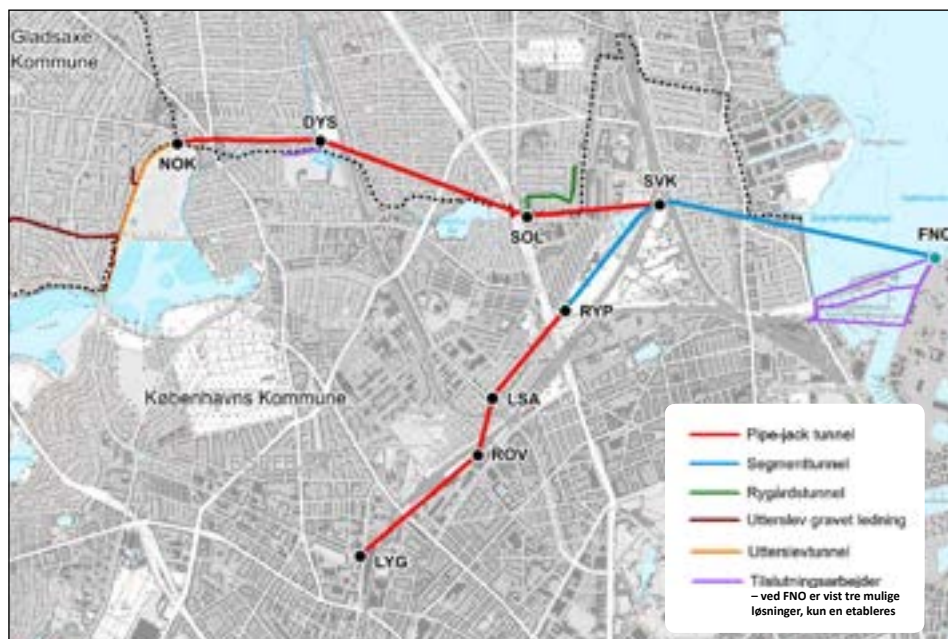 Gladsaxe
Kommune
DYS
NOK
SVK
SOL
FNO
RYP
Københavns Kommune
LSA
ROV
LYG
Pipe-jack tunnel
Segmenttunnel
Rygårdstunnel
Utterslev gravet ledning
Utterslevtunnel
Tilslutningsarbejder
– ved FNO er vist tre mulige
løsninger, kun en etableres